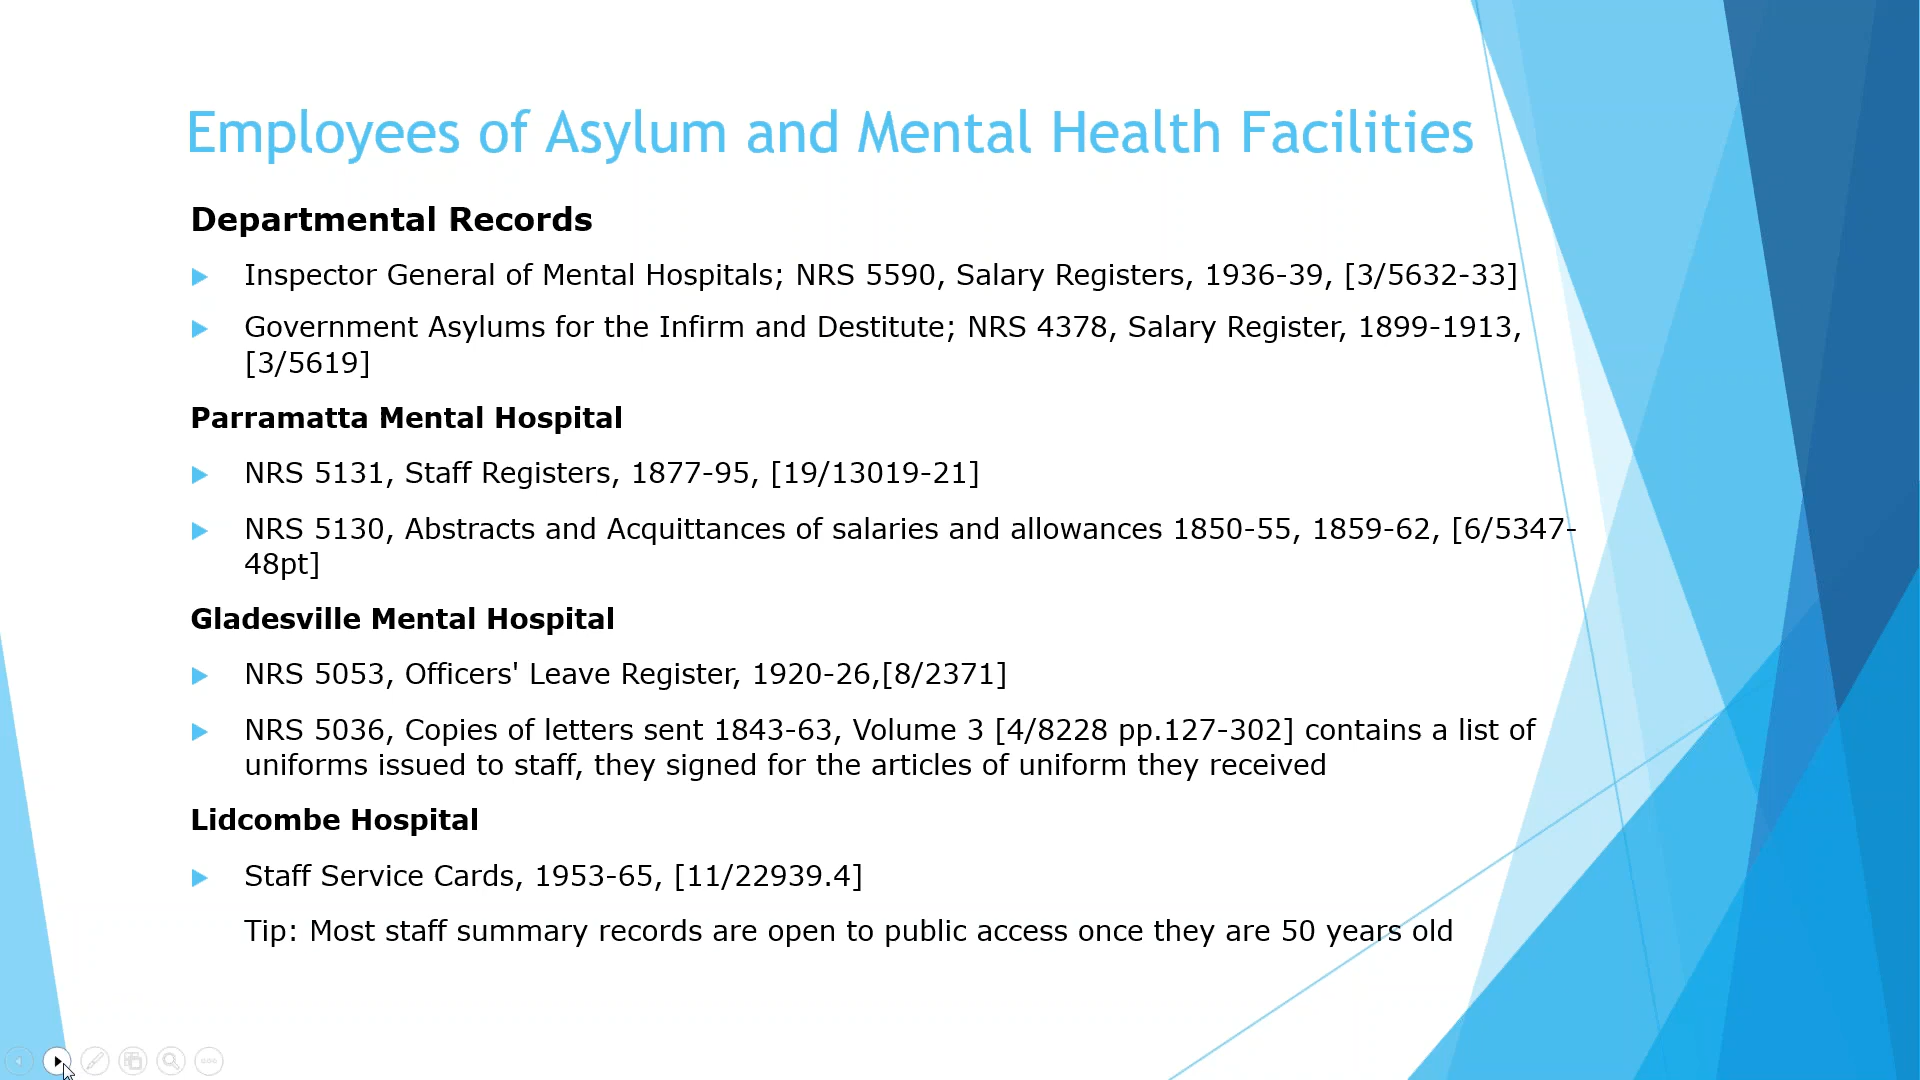 Employees of Asylum and Mental Health Facilities
Departmental Records
Inspector General of Mental Hospitals; NRS 5590, Salary Registers, 1936-39, [3/5632-33]
Government Asylums for the Infirm and Destitute; NRS 4378, Salary Register, 1899-1913,
[3/5619]
Parramatta Mental Hospital
NRS 5131, Staff Registers, 1877-95, [19/13019-21]
NRS 5130, Abstracts and Acquittances of salaries and allowances 1850-55, 1859-62, [6/5347-
48pt]
Gladesville Mental Hospital
NRS 5053, Officers' Leave Register, 1920-26,[8/2371]
NRS 5036, Copies of letters sent 1843-63, Volume 3 [4/8228 pp.127-302] contains a list of
uniforms issued to staff, they signed for the articles of uniform they received
Lidcombe Hospital
Staff Service Cards, 1953-65, [11/22939.4]
Tip: Most staff summary records are open to public access once they are 50 years old